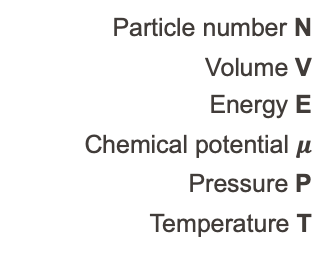 Particle number N
Volume V
Energy E
Chemical potential μ
Pressure P
Temperature T